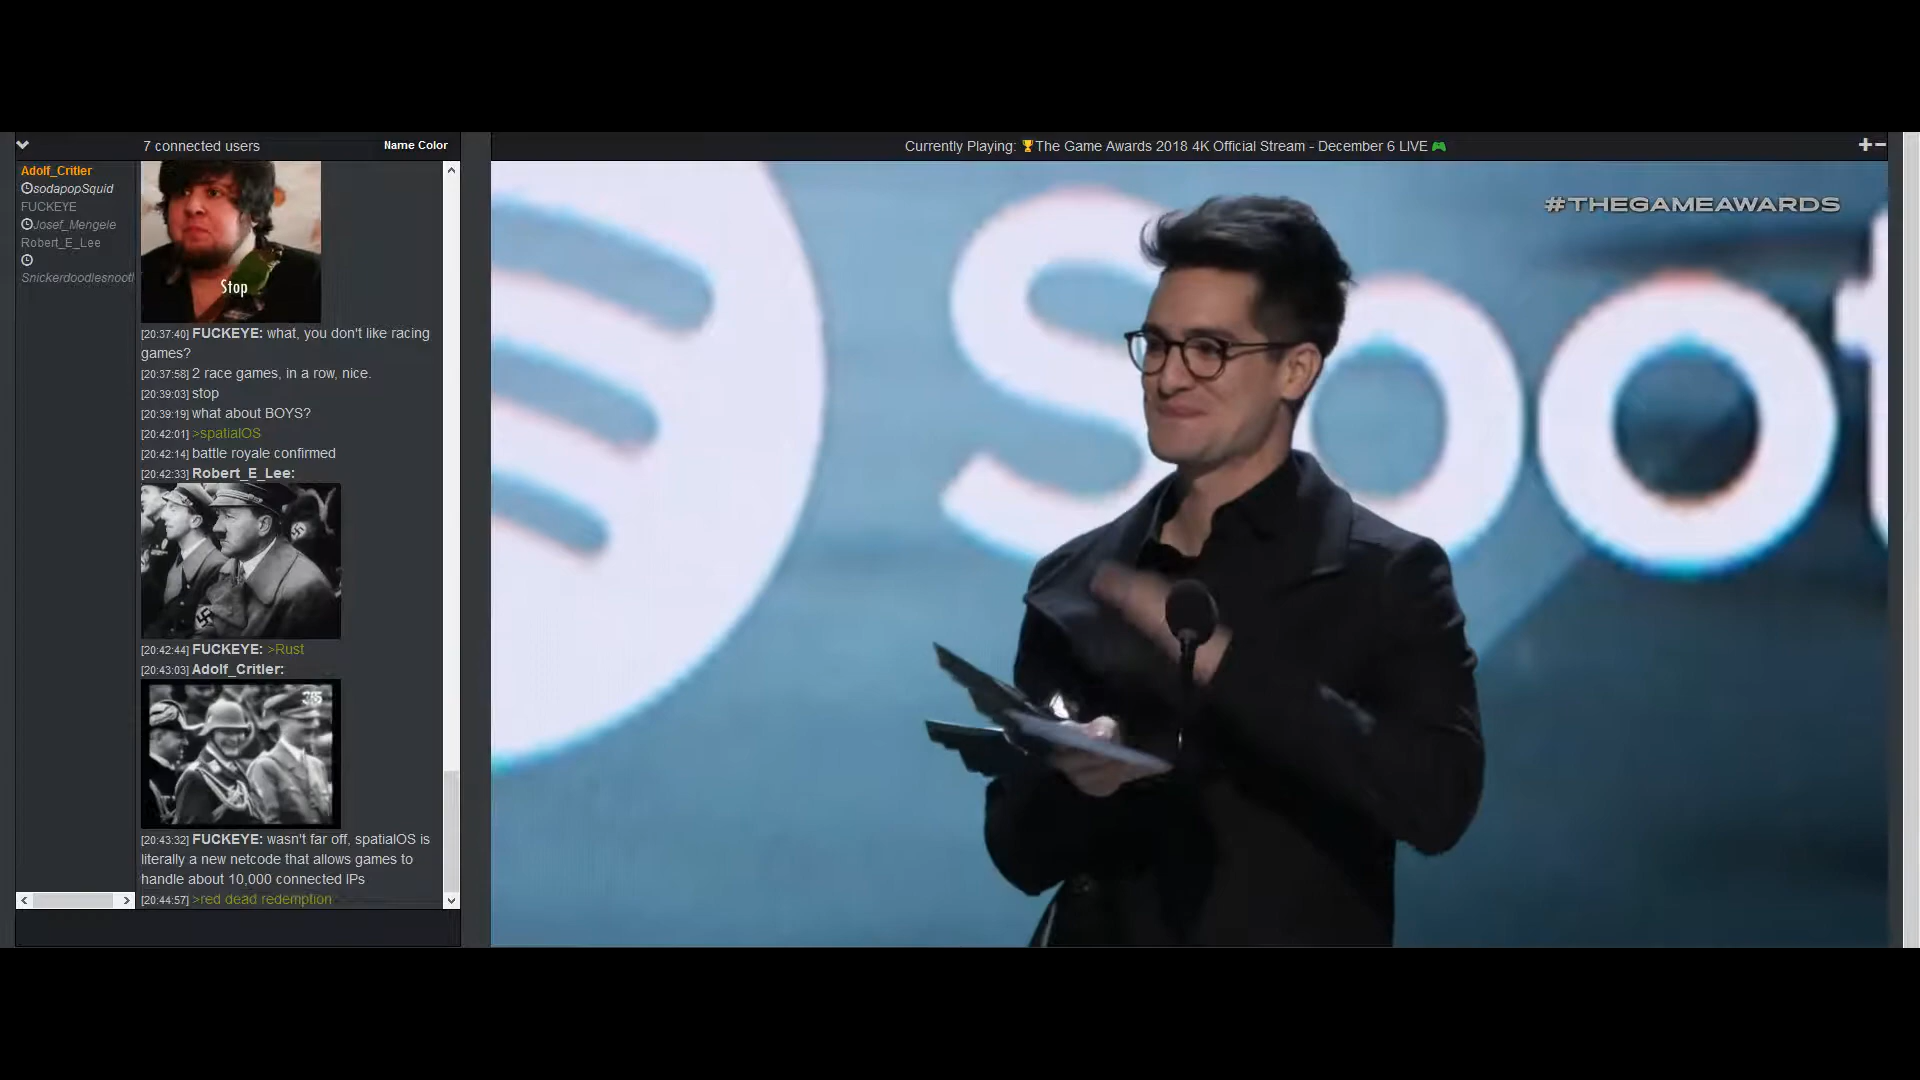 7 connected users
Name Color
Adolf_Critler
sodapopSquid
FUCKEYE
Josef_Mengele
Robert_E_Lee
Snickerdoodlesnootl
Stop
[20:37:40] FUCKEYE: what, you don't like racing
games?
[20:37:58] 2 race games, in a row, nice.
[20:39:03] stop
[20:39:19] what about BOYS?
[20:42:01] >spatialOS
[20:42:14] battle royale confirmed
[20:42:33] Robert_E_Lee:
[20:42:44] FUCKEYE: >Rust
[20:43:03] Adolf_Critler:
[20:43:32] FUCKEYE: wasn't far off, spatialOS is
literally a new netcode that allows games to
handle about 10,000 connected IPs
[20:44:57] >red dead redemption
Currently Playing: 🏆The Game Awards 2018 4K Official Stream - December 6 LIVE 🎮
#THEGAMEAWARDS
Spot